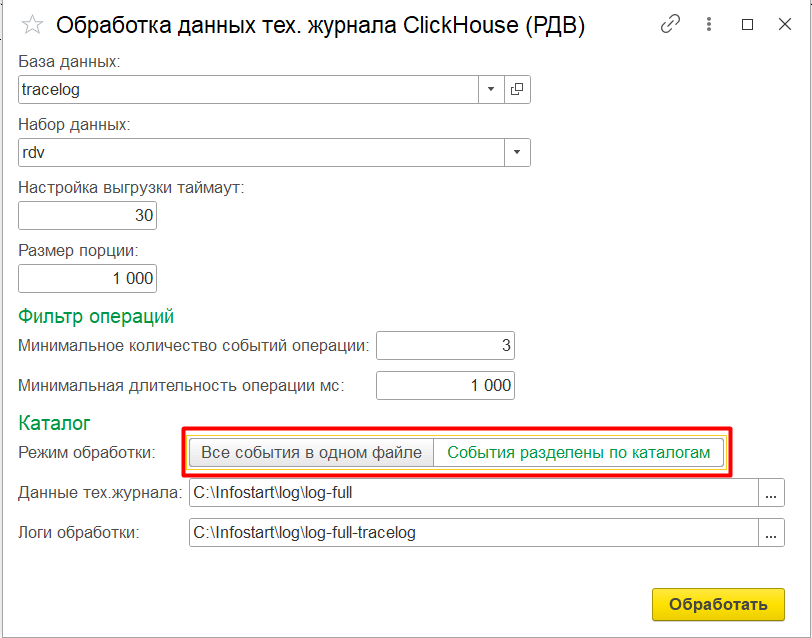 Обработка данных тех. журнала ClickHouse (РДВ)
База данных:
tracelog
Набор данных:
rdv
Настройка выгрузки таймаут:
30
Размер порции:
1 000
Фильтр операций
Минимальное количество событий операции: 3
Минимальная длительность операции мс: 1 000
Каталог
Режим обработки: Все события в одном файле События разделены по каталогам
Данные тех.журнала: C:\Infostart\log\log-full ...
Логи обработки: C:\Infostart\log\log-full-tracelog ...
Обработать